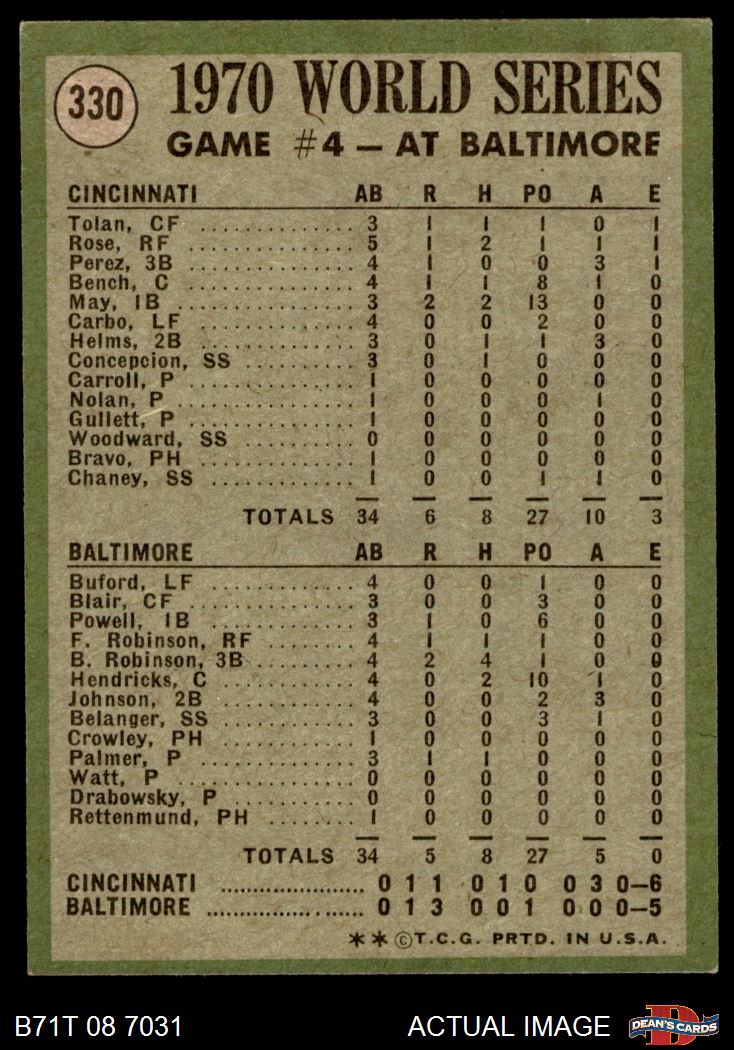 330
1970 WORLD SERIES
GAME #4 — AT BALTIMORE
CINCINNATI AB R H PO A E
Tolan, CF .............. 3 1 1 1 0 1
Rose, RF .............. 5 1 2 1 1 1
Perez, 3B .............. 4 1 0 0 3 1
Bench, C .............. 4 1 1 8 1 0
May, 1B .............. 3 2 2 13 0 0
Carbo, LF ............. 4 0 0 2 0 0
Helms, 2B ............. 3 0 1 1 3 0
Concepcion, SS .......... 3 0 1 0 0 0
Carroll, P .............. 1 0 0 0 0 0
Nolan, P .............. 1 0 0 0 1 0
Gullett, P .............. 1 0 0 0 0 0
Woodward, SS ......... 0 0 0 0 0 0
Bravo, PH ............. 1 0 0 0 0 0
Chaney, SS ............ 1 0 0 1 1 0
TOTALS 34 6 8 27 10 3
BALTIMORE AB R H PO A E
Buford, LF ............ 4 0 0 1 0 0
Blair, CF .............. 3 0 0 3 0 0
Powell, 1B ............. 3 1 0 6 0 0
F. Robinson, RF ........ 4 1 1 1 0 0
B. Robinson, 3B ........ 4 2 4 1 0 0
Hendricks, C ........... 4 0 2 10 1 0
Johnson, 2B ............ 4 0 0 2 3 0
Belanger, SS ........... 3 0 0 3 1 0
Crowley, PH ........... 1 0 0 0 0 0
Palmer, P ............. 3 1 1 0 0 0
Watt, P .............. 0 0 0 0 0 0
Drabowsky, P .......... 0 0 0 0 0 0
Rettenmund, PH ........ 1 0 0 0 0 0
TOTALS 34 5 8 27 5 0
CINCINNATI ..................... 0 1 1 0 1 0 0 3 0—6
BALTIMORE ..................... 0 1 3 0 0 1 0 0 0—5
**©T.C.G. PRTD. IN U.S.A.
B71T 08 7031 ACTUAL IMAGE D DEAN'S CARDS